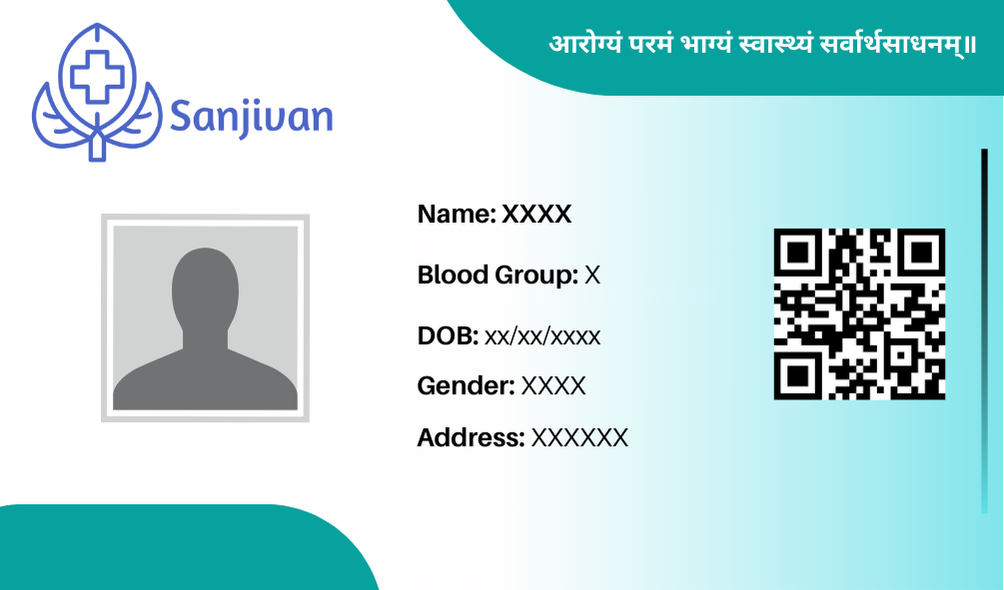 आरोग्यं परमं भाग्यं स्वास्थ्यं सर्वार्थसाधनम्॥
Sanjivan
Name: XXXX
Blood Group: X
DOB: xx/xx/xxxx
Gender: XXXX
Address: XXXXXX